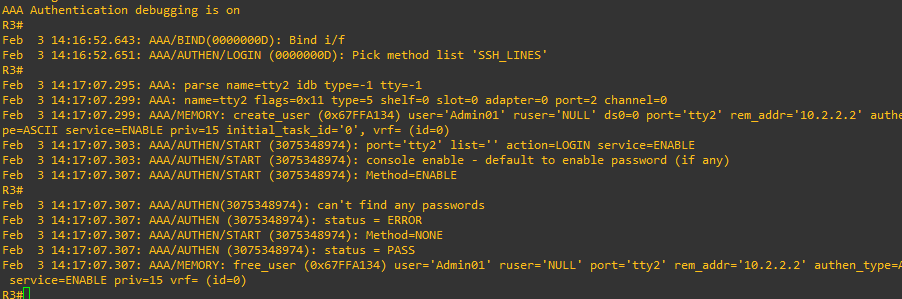 AAA Authentication debugging is on
R3#
Feb  3 14:16:52.643: AAA/BIND(0000000D): Bind i/f
Feb  3 14:16:52.651: AAA/AUTHEN/LOGIN (0000000D): Pick method list 'SSH_LINES'
R3#
Feb  3 14:17:07.295: AAA: parse name=tty2 idb type=-1 tty=-1
Feb  3 14:17:07.299: AAA: name=tty2 flags=0x11 type=5 shelf=0 slot=0 adapter=0 port=2 channel=0
Feb  3 14:17:07.299: AAA/MEMORY: create_user (0x67FFA134) user='Admin01' ruser='NULL' ds0=0 port='tty2' rem_addr='10.2.2.2' authe
pe=ASCII service=ENABLE priv=15 initial_task_id='0', vrf= (id=0)
Feb  3 14:17:07.303: AAA/AUTHEN/START (3075348974): port='tty2' list='' action=LOGIN service=ENABLE
Feb  3 14:17:07.303: AAA/AUTHEN/START (3075348974): console enable - default to enable password (if any)
Feb  3 14:17:07.307: AAA/AUTHEN/START (3075348974): Method=ENABLE
R3#
Feb  3 14:17:07.307: AAA/AUTHEN(3075348974): can't find any passwords
Feb  3 14:17:07.307: AAA/AUTHEN (3075348974): status = ERROR
Feb  3 14:17:07.307: AAA/AUTHEN/START (3075348974): Method=NONE
Feb  3 14:17:07.307: AAA/AUTHEN (3075348974): status = PASS
Feb  3 14:17:07.307: AAA/MEMORY: free_user (0x67FFA134) user='Admin01' ruser='NULL' port='tty2' rem_addr='10.2.2.2' authen_type=A
service=ENABLE priv=15 vrf= (id=0)
R3#